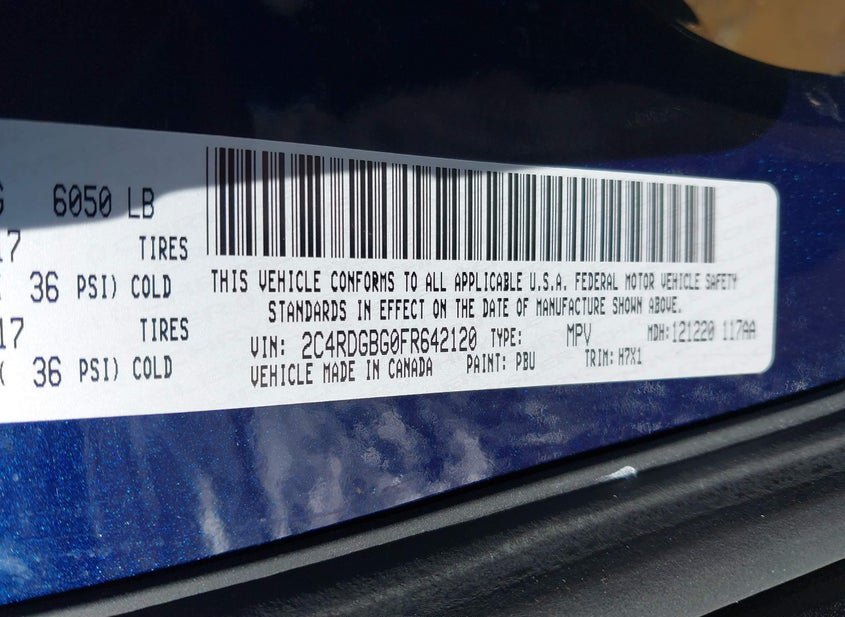 6050 LB
17 TIRES
36 PSI) COLD
17 TIRES
( 36 PSI) COLD
THIS VEHICLE CONFORMS TO ALL APPLICABLE U.S.A. FEDERAL MOTOR VEHICLE SAFETY
STANDARDS IN EFFECT ON THE DATE OF MANUFACTURE SHOWN ABOVE.
VIN: 2C4RDGBG0FR642120 TYPE: MPV MDH:121220 117AA
VEHICLE MADE IN CANADA PAINT: PBU TRIM: H7X1